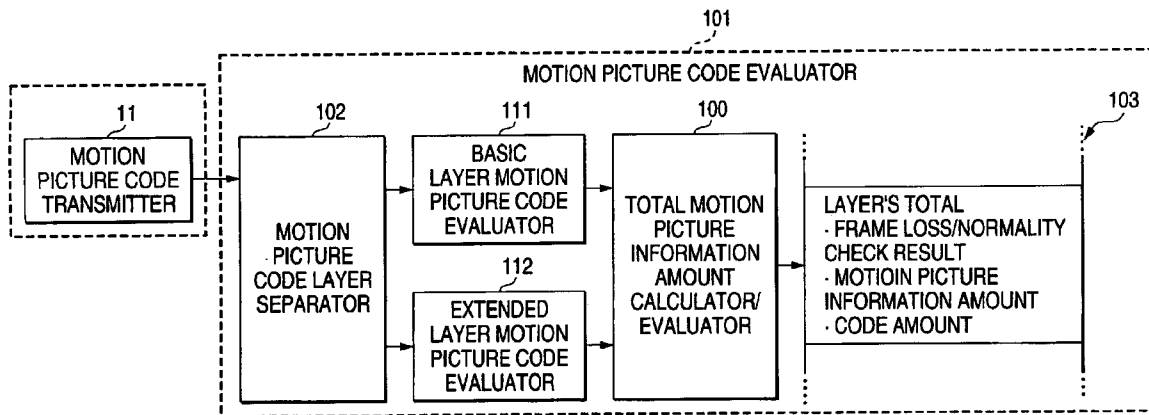 101
MOTION PICTURE CODE EVALUATOR
11
MOTION
PICTURE CODE
TRANSMITTER
102
MOTION
PICTURE
CODE LAYER
SEPARATOR
111
BASIC
LAYER MOTION
PICTURE CODE
EVALUATOR
112
EXTENDED
LAYER MOTION
PICTURE CODE
EVALUATOR
100
TOTAL MOTION
PICTURE
INFORMATION
AMOUNT
CALCULATOR/
EVALUATOR
103
LAYER'S TOTAL
· FRAME LOSS/NORMALITY
CHECK RESULT
· MOTIOIN PICTURE
INFORMATION AMOUNT
· CODE AMOUNT